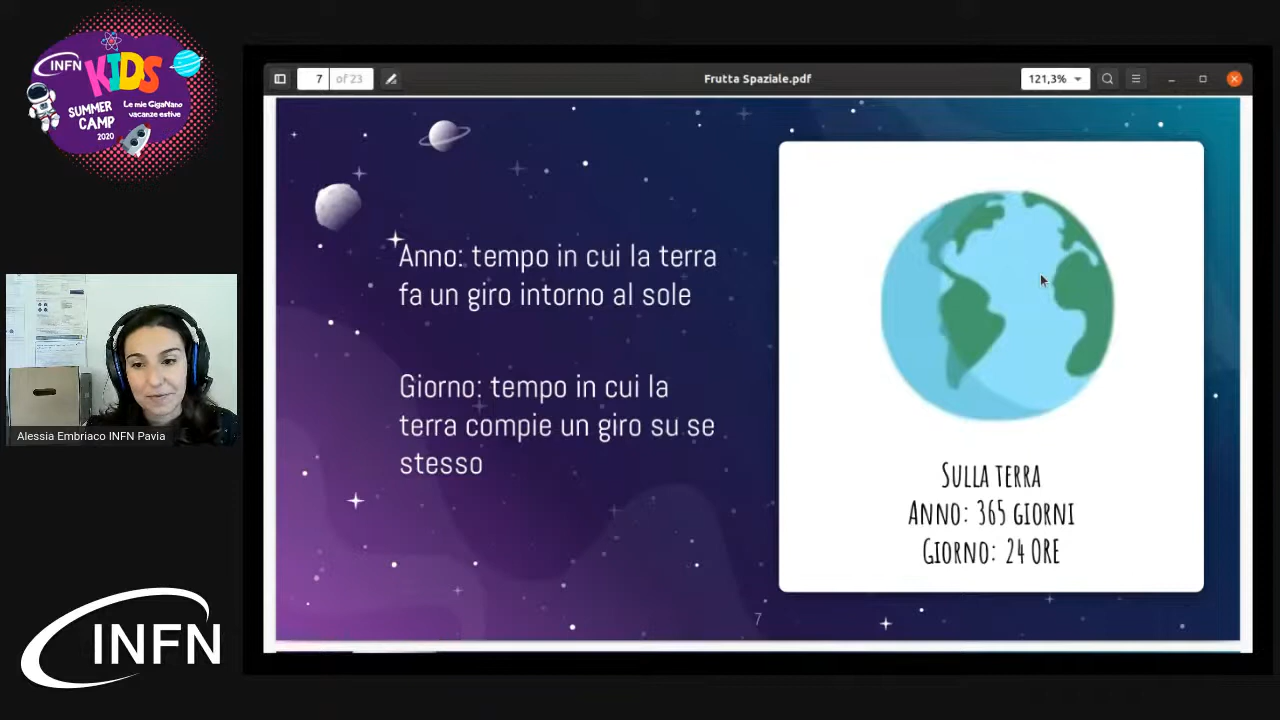 INFN
KIDS
SUMMER
CAMP
2020
Le mie GigaNano
vacanze estive
7 of 23
Frutta Spaziale.pdf
121,3%
Anno: tempo in cui la terra
fa un giro intorno al sole
Giorno: tempo in cui la
terra compie un giro su se
stesso
SULLA TERRA
ANNO: 365 GIORNI
GIORNO: 24 ORE
7
Alessia Embriaco INFN Pavia
INFN